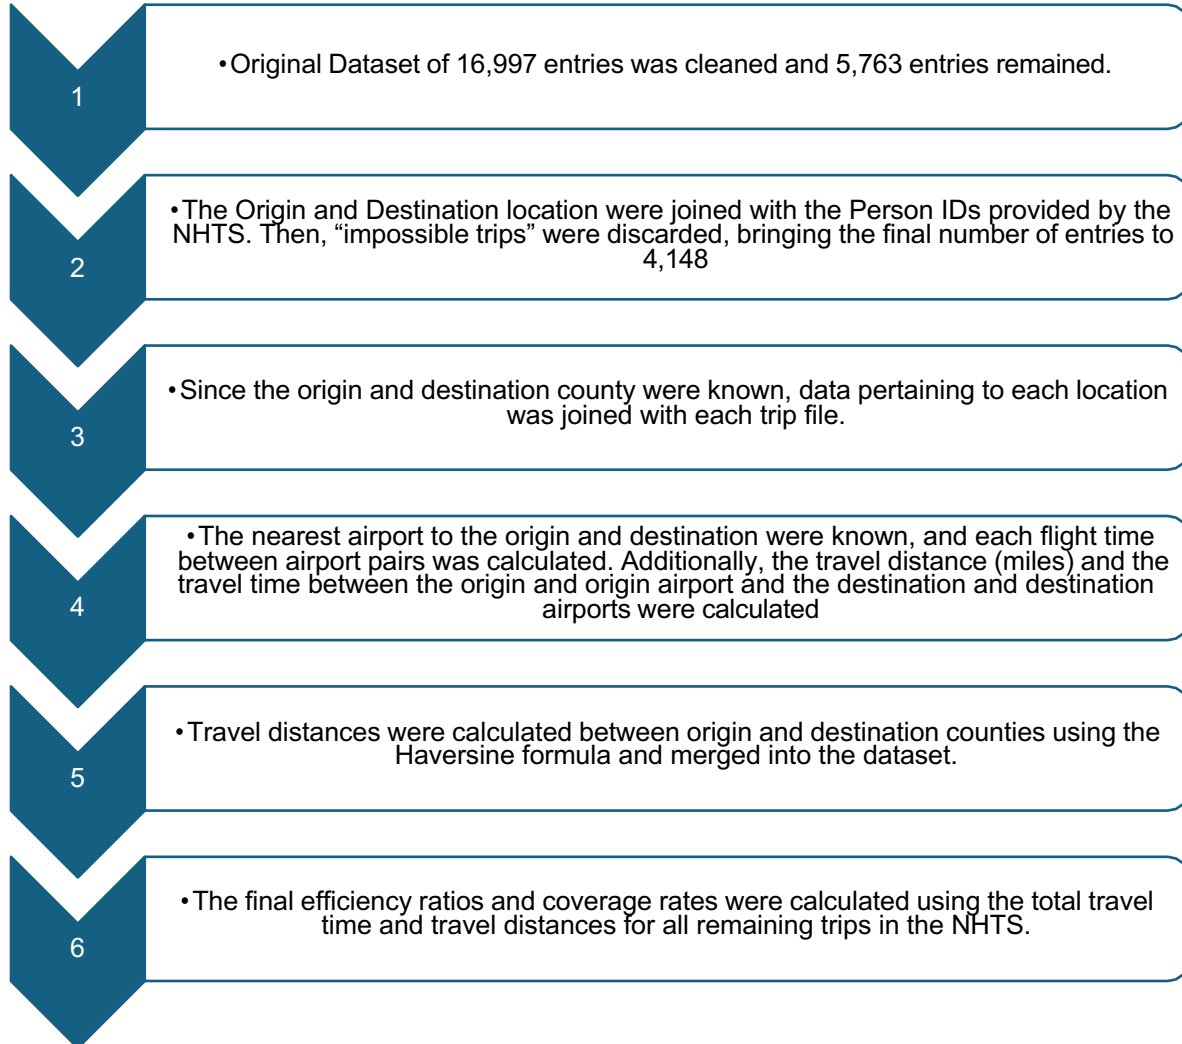 1
•Original Dataset of 16,997 entries was cleaned and 5,763 entries remained.
2
•The Origin and Destination location were joined with the Person IDs provided by the
NHTS. Then, “impossible trips” were discarded, bringing the final number of entries to
4,148
3
•Since the origin and destination county were known, data pertaining to each location
was joined with each trip file.
4
•The nearest airport to the origin and destination were known, and each flight time
between airport pairs was calculated. Additionally, the travel distance (miles) and the
travel time between the origin and origin airport and the destination and destination
airports were calculated
5
•Travel distances were calculated between origin and destination counties using the
Haversine formula and merged into the dataset.
6
•The final efficiency ratios and coverage rates were calculated using the total travel
time and travel distances for all remaining trips in the NHTS.